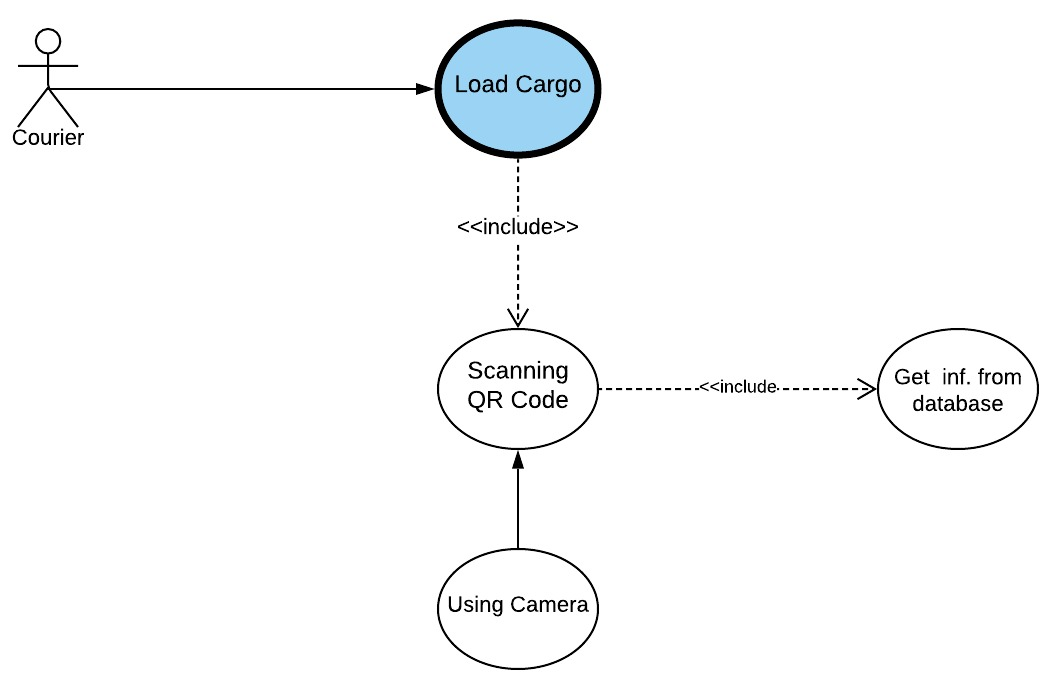 Load Cargo
Courier
<<include>>
Scanning
QR Code
<<include
Get inf. from
database
Using Camera